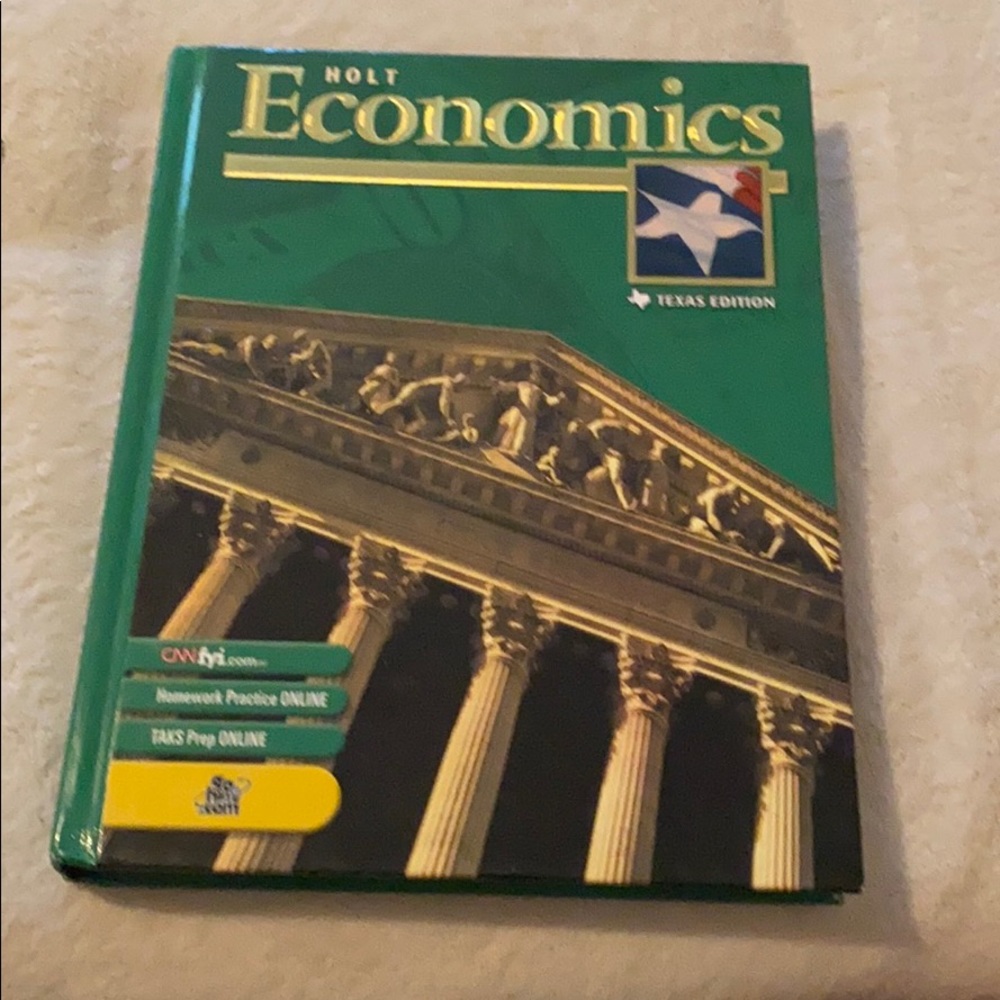 HOLT
Economics
TEXAS EDITION
CNNfyi.com
Homework Practice ONLINE
TAKS Prep ONLINE
go.
hrw
.com